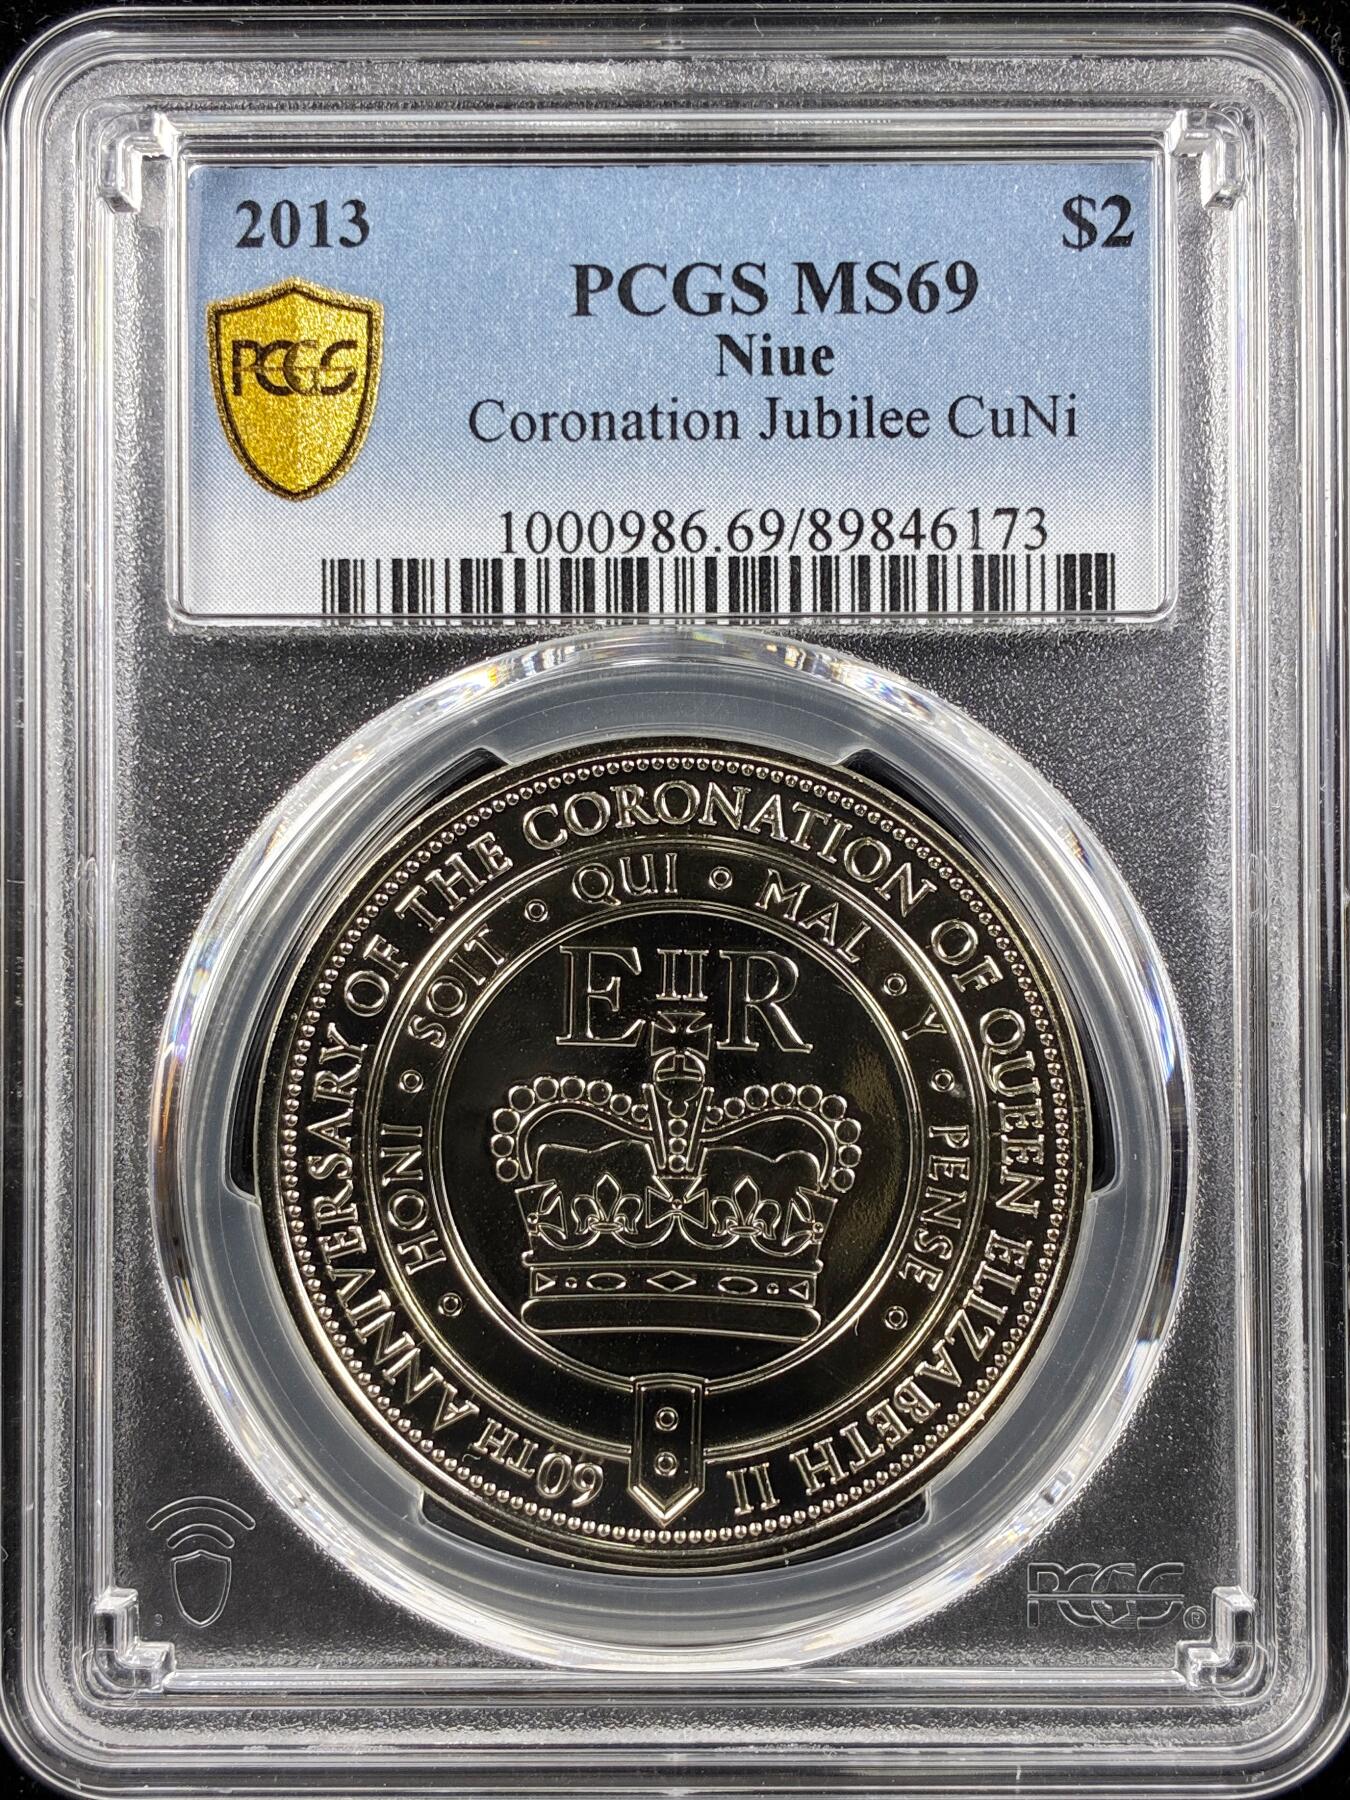 2013
$2
PCGS MS69
Niue
Coronation Jubilee CuNi
PCGS
1000986.69/89846173
60TH ANNIVERSARY OF THE CORONATION OF QUEEN ELIZABETH II
HONI • SOIT • QUI • MAL • Y • PENSE
E II R
PCGS®